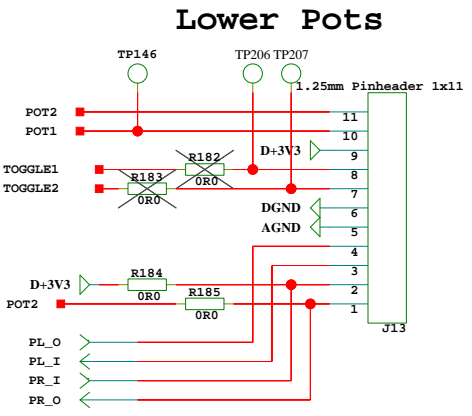 Lower Pots
TP146
TP206 TP207
1.25mm Pinheader 1x11
POT2
11
POT1
10
D+3V3
9
TOGGLE1
R182
0R0
8
TOGGLE2
R183
0R0
7
DGND
6
AGND
5
4
3
D+3V3
R184
0R0
2
POT2
R185
0R0
1
J13
PL_O
PL_I
PR_I
PR_O